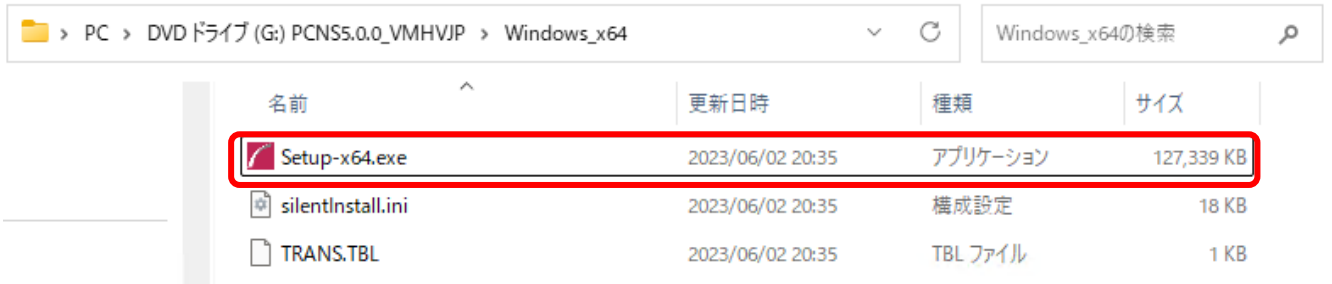 PC › DVD ドライブ (G:) PCNS5.0.0_VMHVJP › Windows_x64
Windows_x64の検索
名前 更新日時 種類 サイズ
Setup-x64.exe 2023/06/02 20:35 アプリケーション 127,339 KB
silentInstall.ini 2023/06/02 20:35 構成設定 18 KB
TRANS.TBL 2023/06/02 20:35 TBL ファイル 1 KB